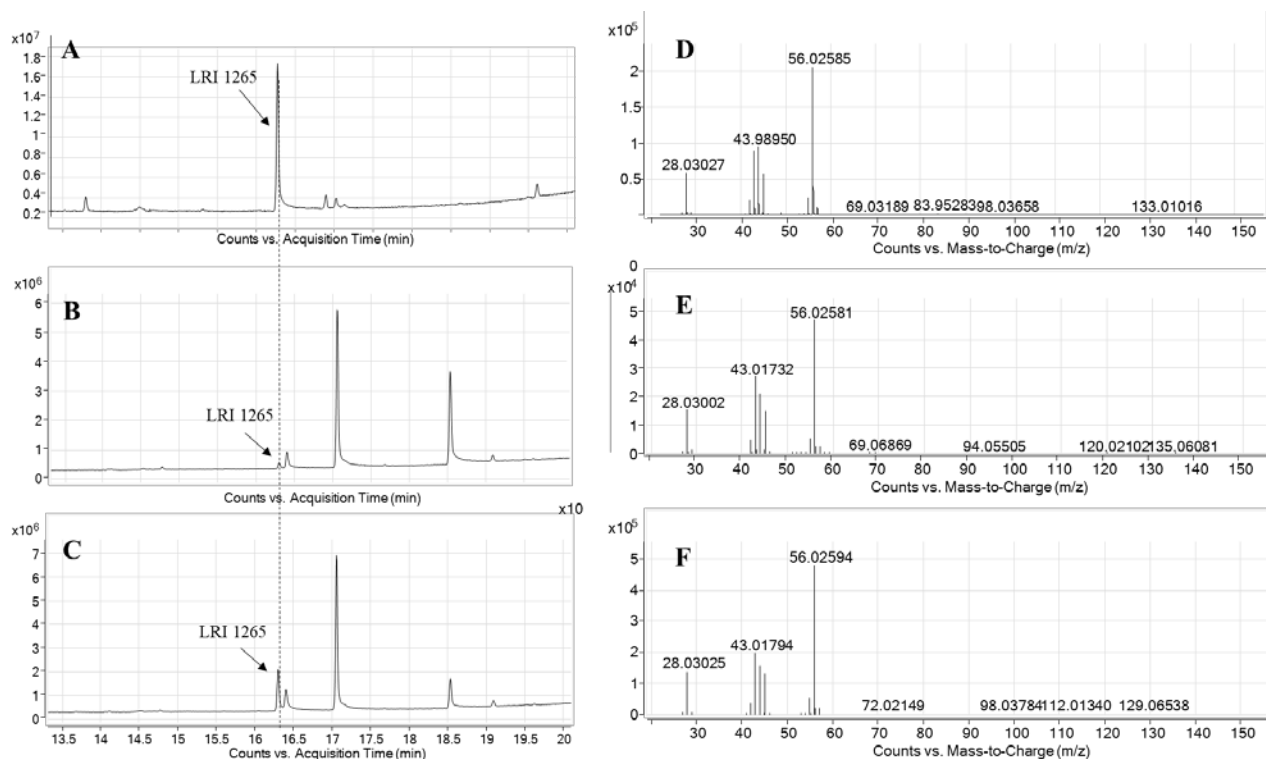 A
x10⁷
1.8
1.6
1.4
1.2
1
0.8
0.6
0.4
0.2
LRI 1265
Counts vs. Acquisition Time (min)
B
x10⁶
6
5
4
3
2
1
0
LRI 1265
Counts vs. Acquisition Time (min)
x10
C
x10⁶
7
6
5
4
3
2
1
0
LRI 1265
13.5 14 14.5 15 15.5 16 16.5 17 17.5 18 18.5 19 19.5 20
Counts vs. Acquisition Time (min)
D
x10⁵
2
1.5
1
0.5
28.03027
43.98950
56.02585
69.03189
83.95283
98.03658
133.01016
20 30 40 50 60 70 80 90 100 110 120 130 140 150
Counts vs. Mass-to-Charge (m/z)
0
E
x10⁴
5
4
3
2
1
0
28.03002
43.01732
56.02581
69.06869
94.05505
120.02102
135.06081
30 40 50 60 70 80 90 100 110 120 130 140 150
Counts vs. Mass-to-Charge (m/z)
F
x10⁵
5
4
3
2
1
0
28.03025
43.01794
56.02594
72.02149
98.03784
112.01340
129.06538
30 40 50 60 70 80 90 100 110 120 130 140 150
Counts vs. Mass-to-Charge (m/z)